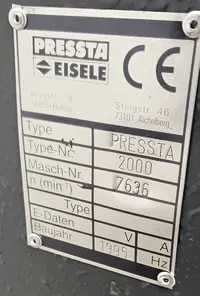 PRESSTA
EISELE
CE
Steigstr. 46
Type PRESSTA
Type-Nr. 2000
Masch-Nr. 7636
n (min⁻¹)
Type
E-Daten V A
Baujahr 1995 Hz